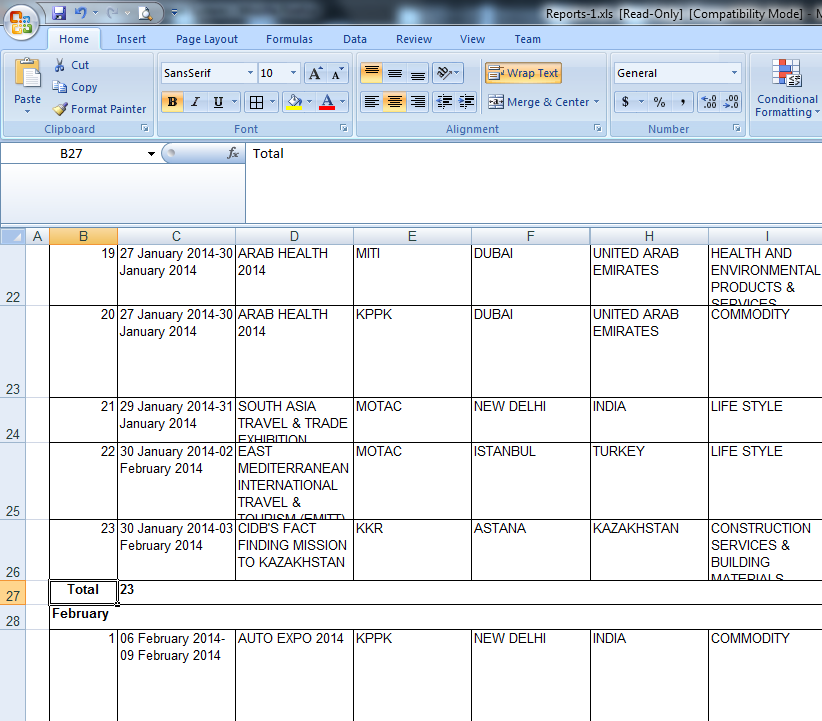 Reports-1.xls [Read-Only] [Compatibility Mode] -
Home Insert Page Layout Formulas Data Review View Team
Paste Cut Copy Format Painter
Clipboard
SansSerif 10 A A
B I U A
Font
Wrap Text
Merge & Center
Alignment
General
$ % , .00 .00
Number
Conditional
Formatting
B27 fx Total
A B C D E F H I
22 19 27 January 2014-30 January 2014 ARAB HEALTH 2014 MITI DUBAI UNITED ARAB EMIRATES HEALTH AND ENVIRONMENTAL PRODUCTS & SERVICES
23 20 27 January 2014-30 January 2014 ARAB HEALTH 2014 KPPK DUBAI UNITED ARAB EMIRATES COMMODITY
24 21 29 January 2014-31 January 2014 SOUTH ASIA TRAVEL & TRADE EXHIBITION MOTAC NEW DELHI INDIA LIFE STYLE
25 22 30 January 2014-02 February 2014 EAST MEDITERRANEAN INTERNATIONAL TRAVEL & TOURISM (EMITT) MOTAC ISTANBUL TURKEY LIFE STYLE
26 23 30 January 2014-03 February 2014 CIDB'S FACT FINDING MISSION TO KAZAKHSTAN KKR ASTANA KAZAKHSTAN CONSTRUCTION SERVICES & BUILDING MATERIALS
27 Total 23
28 February
1 06 February 2014-09 February 2014 AUTO EXPO 2014 KPPK NEW DELHI INDIA COMMODITY